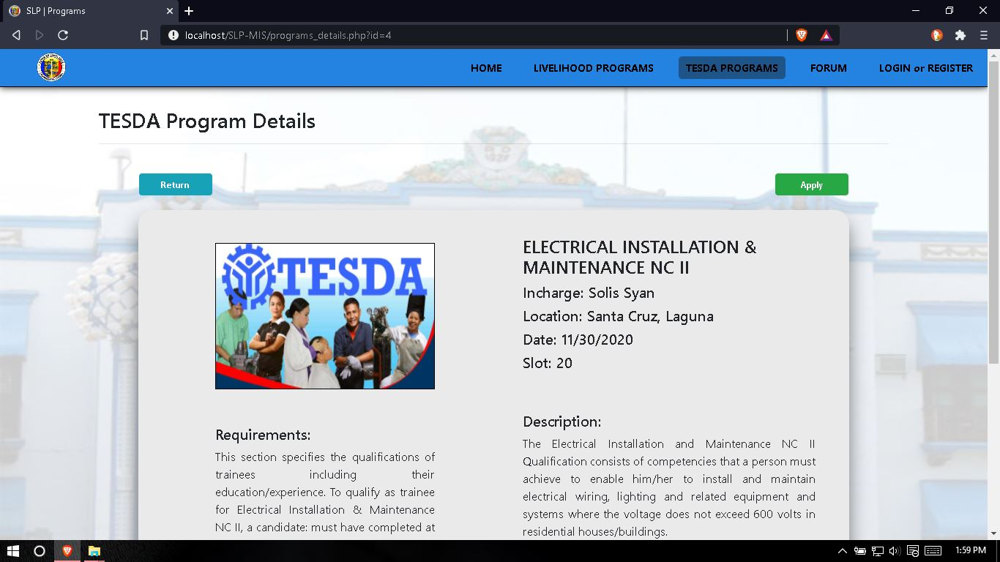 SLP | Programs
localhost/SLP-MIS/programs_details.php?id=4
HOME LIVELIHOOD PROGRAMS TESDA PROGRAMS FORUM LOGIN or REGISTER
TESDA Program Details
Return Apply
TESDA
ELECTRICAL INSTALLATION &
MAINTENANCE NC II
Incharge: Solis Syan
Location: Santa Cruz, Laguna
Date: 11/30/2020
Slot: 20
Requirements:
This section specifies the qualifications of
trainees including their
education/experience. To qualify as trainee
for Electrical Installation & Maintenance
NC II, a candidate: must have completed at
Description:
The Electrical Installation and Maintenance NC II
Qualification consists of competencies that a person must
achieve to enable him/her to install and maintain
electrical wiring, lighting and related equipment and
systems where the voltage does not exceed 600 volts in
residential houses/buildings.
1:59 PM